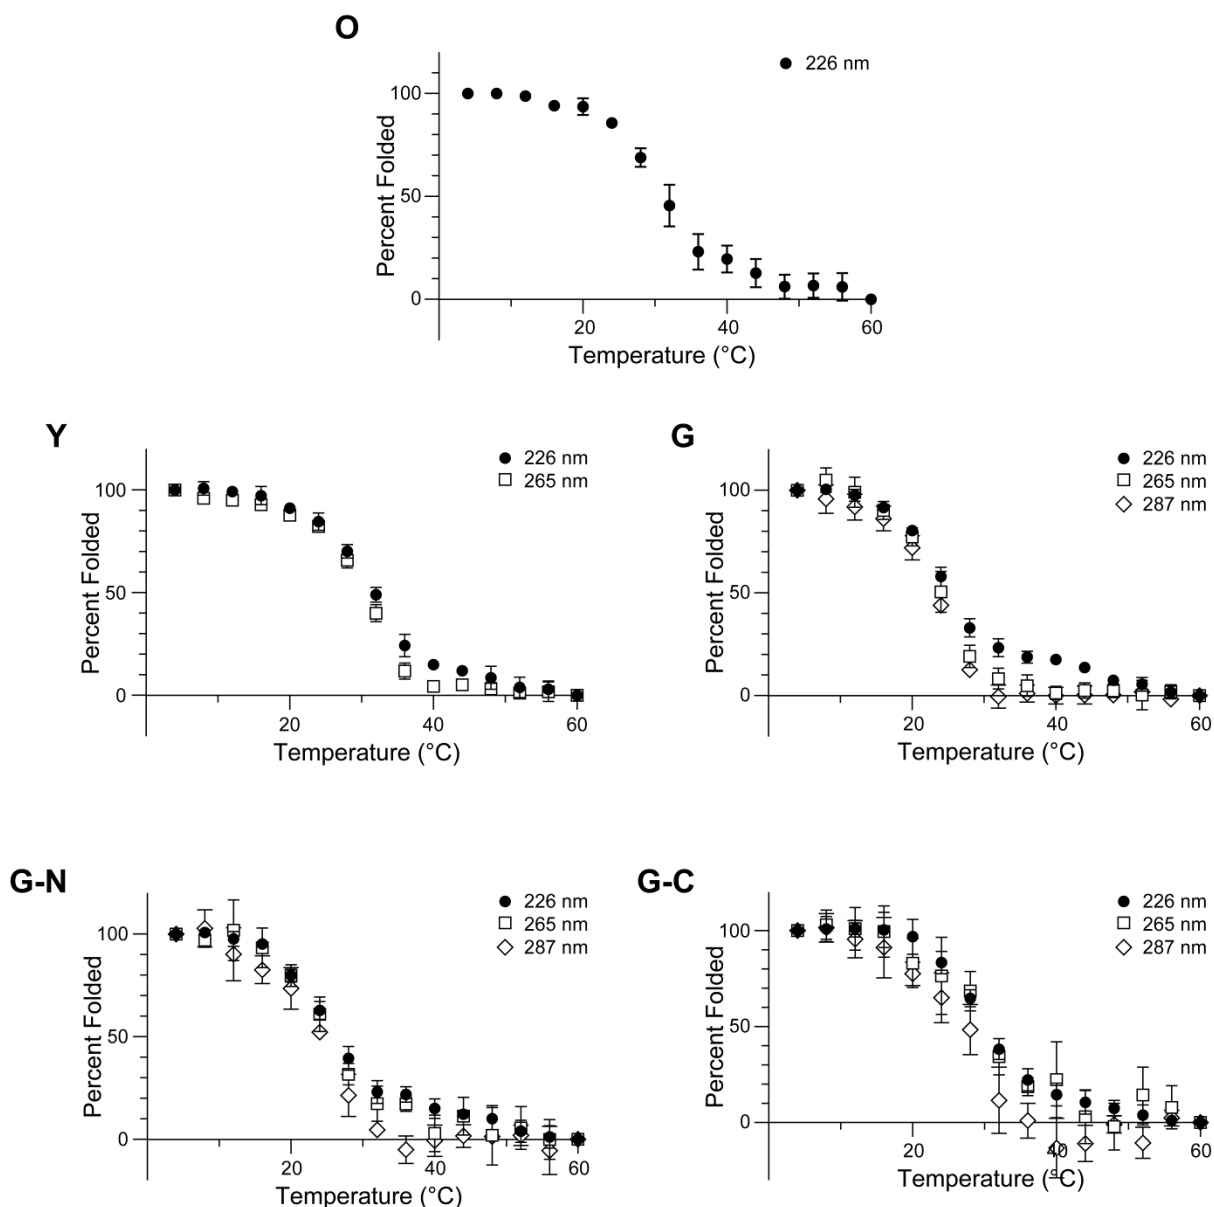 O
226 nm
100
50
0
Percent Folded
20 40 60
Temperature (°C)
Y
226 nm
265 nm
100
50
0
Percent Folded
20 40 60
Temperature (°C)
G
226 nm
265 nm
287 nm
100
50
0
Percent Folded
20 40 60
Temperature (°C)
G-N
226 nm
265 nm
287 nm
100
50
0
Percent Folded
20 40 60
Temperature (°C)
G-C
226 nm
265 nm
287 nm
100
50
0
Percent Folded
20 40 60
Temperature (°C)